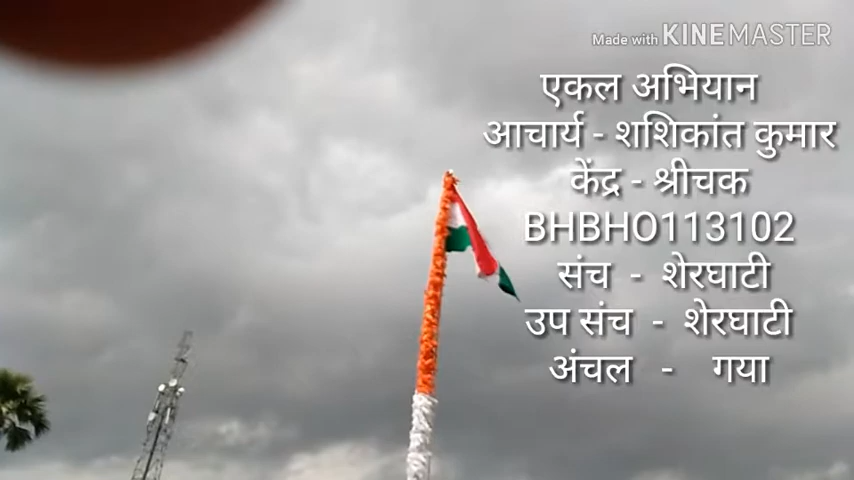 Made with KINEMASTER
एकल अभियान
आचार्य - शशिकांत कुमार
केंद्र - श्रीचक
BHBHO113102
संच - शेरघाटी
उप संच - शेरघाटी
अंचल - गया